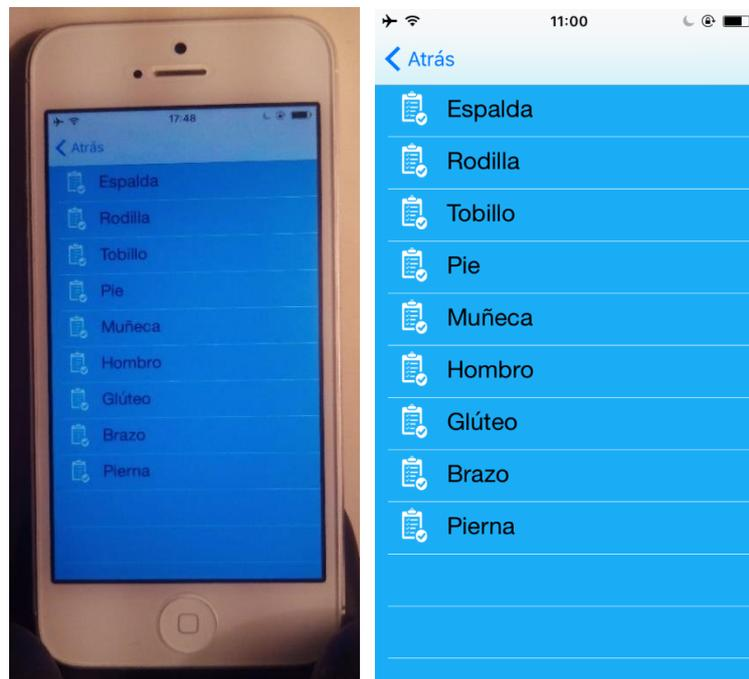 17:48
Atrás
Espalda
Rodilla
Tobillo
Pie
Muñeca
Hombro
Glúteo
Brazo
Pierna
11:00
Atrás
Espalda
Rodilla
Tobillo
Pie
Muñeca
Hombro
Glúteo
Brazo
Pierna